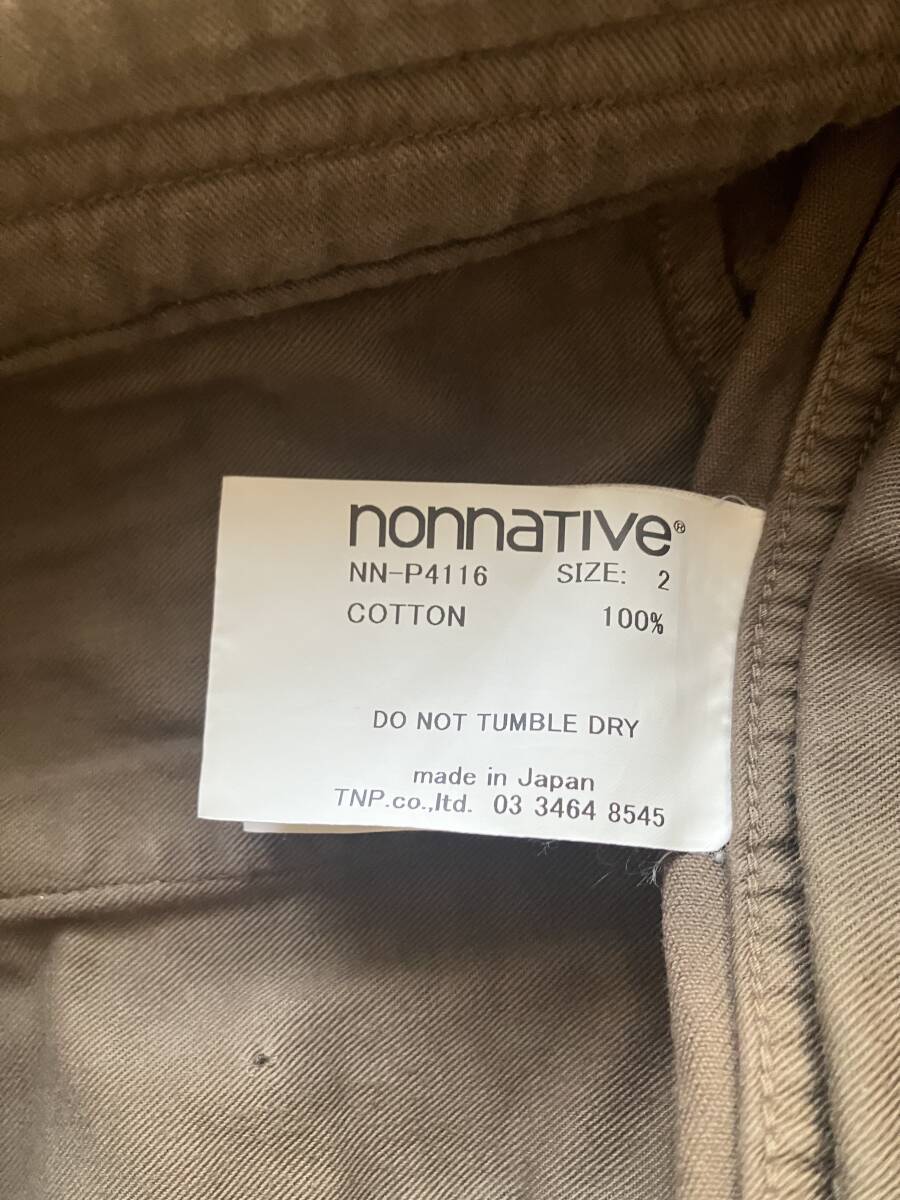 nonnaTIVe®
NN-P4116 SIZE: 2
COTTON 100%
DO NOT TUMBLE DRY
made in Japan
TNP.co.,ltd. 03 3464 8545